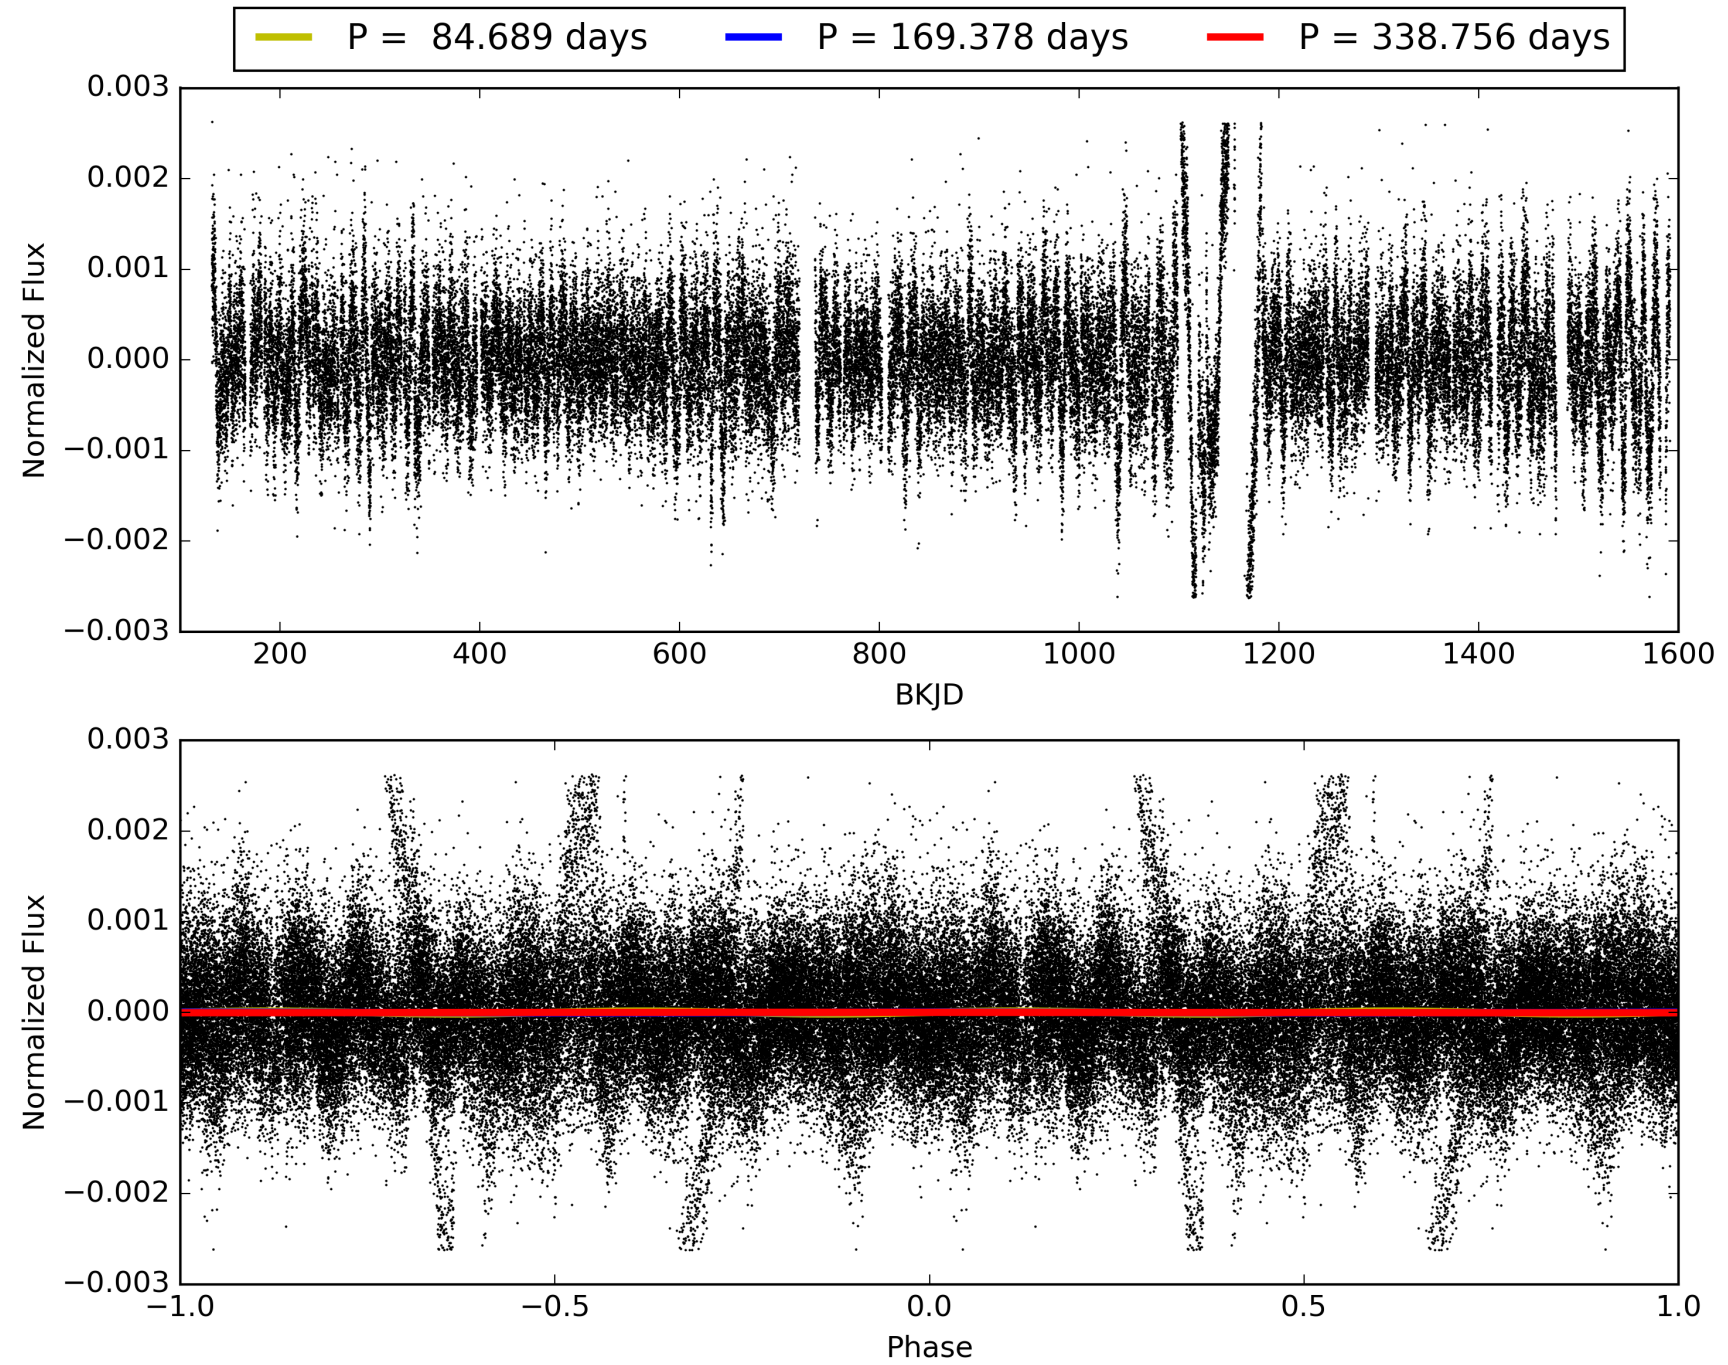 P =  84.689 days P = 169.378 days P = 338.756 days
0.003
0.002
0.001
0.000
−0.001
−0.002
−0.003
Normalized Flux
200 400 600 800 1000 1200 1400 1600
BKJD
0.003
0.002
0.001
0.000
−0.001
−0.002
−0.003
Normalized Flux
−1.0 −0.5 0.0 0.5 1.0
Phase